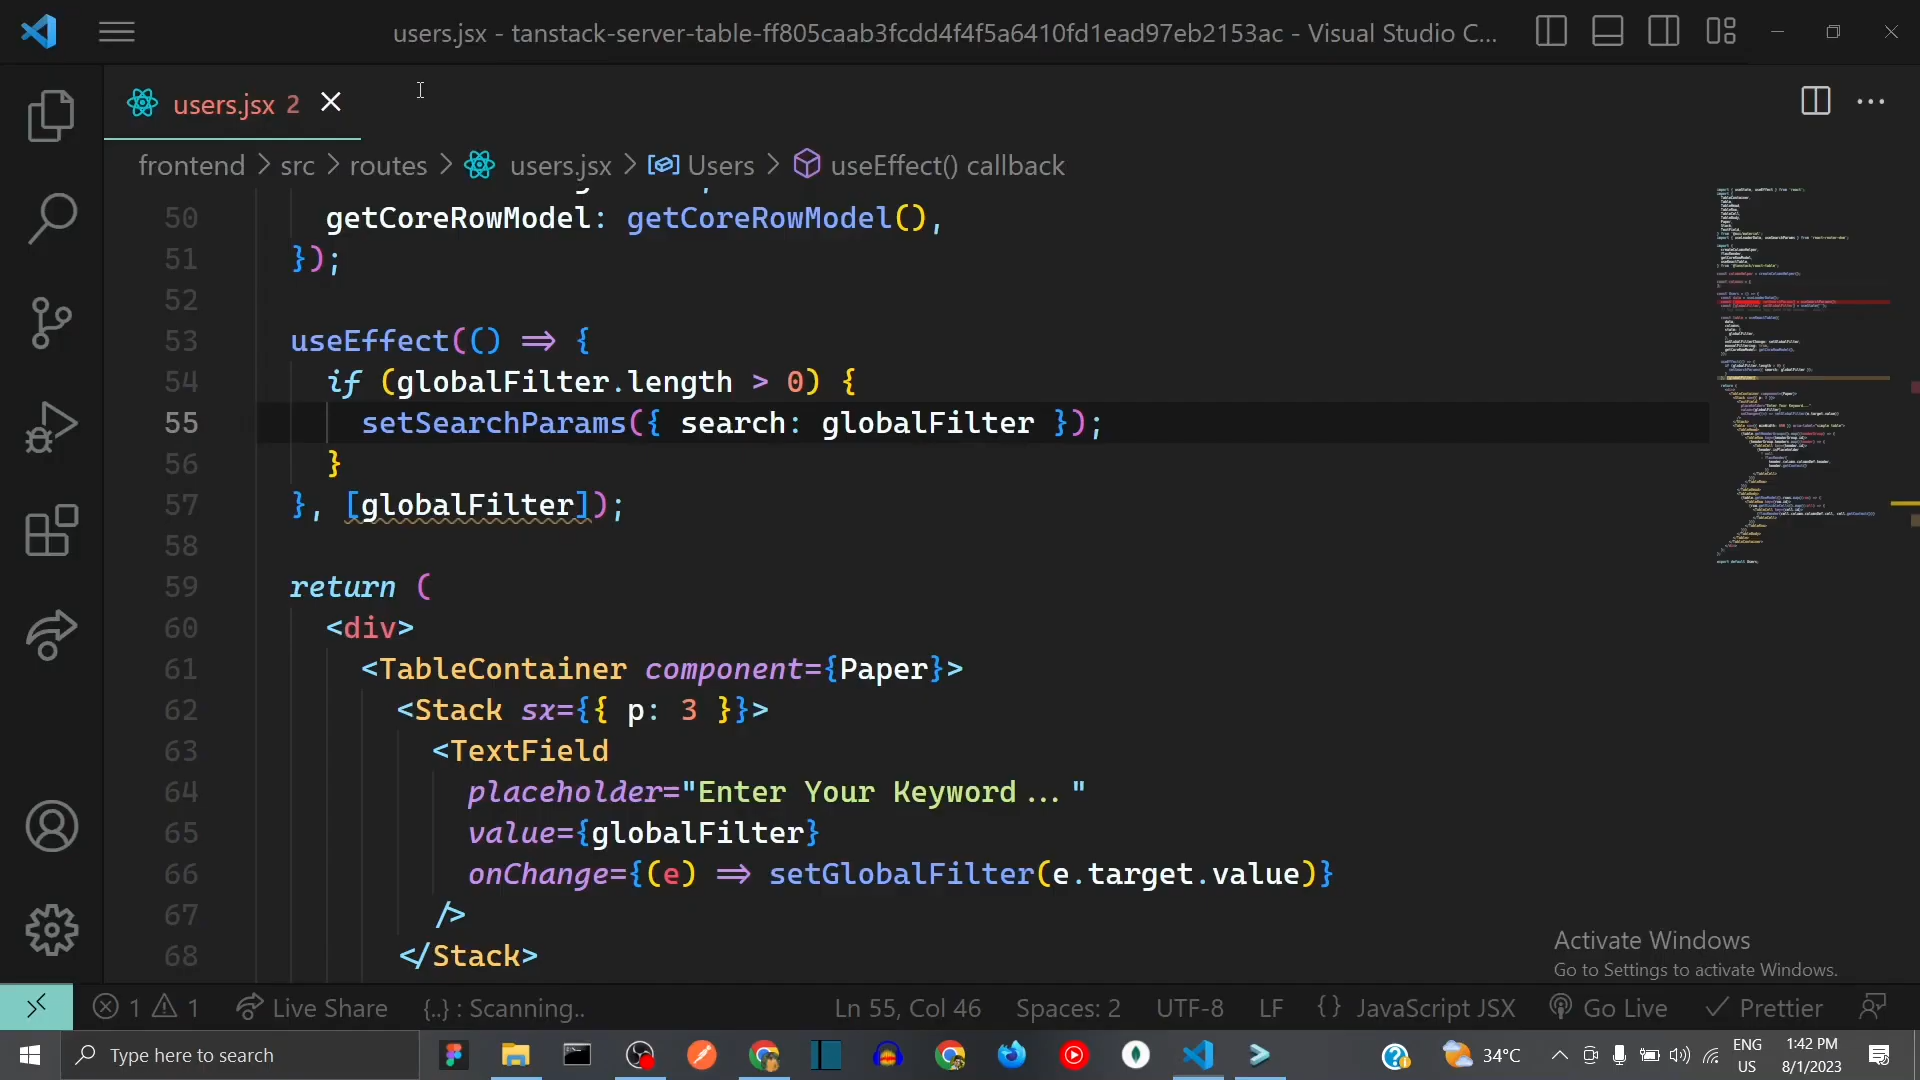 users.jsx - tanstack-server-table-ff805caab3fcdd4f4f5a6410fd1ead97eb2153ac - Visual Studio C...
users.jsx 2
frontend > src > routes > users.jsx > Users > useEffect() callback
50 getCoreRowModel: getCoreRowModel(),
51 });
52
53 useEffect(() => {
54 if (globalFilter.length > 0) {
55 setSearchParams({ search: globalFilter });
56 }
57 }, [globalFilter]);
58
59 return (
60 <div>
61 <TableContainer component={Paper}>
62 <Stack sx={{ p: 3 }}>
63 <TextField
64 placeholder="Enter Your Keyword..."
65 value={globalFilter}
66 onChange={(e) => setGlobalFilter(e.target.value)}
67 />
68 </Stack>
Activate Windows
Go to Settings to activate Windows.
1 1 Live Share {..} : Scanning.. Ln 55, Col 46 Spaces: 2 UTF-8 LF {} JavaScript JSX Go Live Prettier
Type here to search 34°C ENG US 1:42 PM 8/1/2023